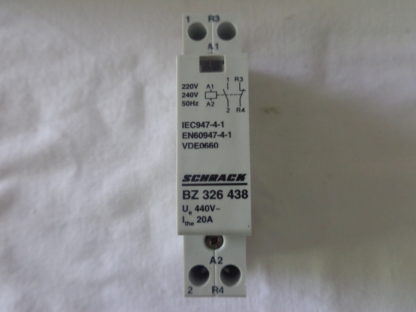 1 R3
A1
220V
240V
50Hz
A1
A2
1 R3
2 R4
IEC947-4-1
EN60947-4-1
VDE0660
SCHRACK
BZ 326 438
Ue 440V~
Ithe 20A
A2
2 R4